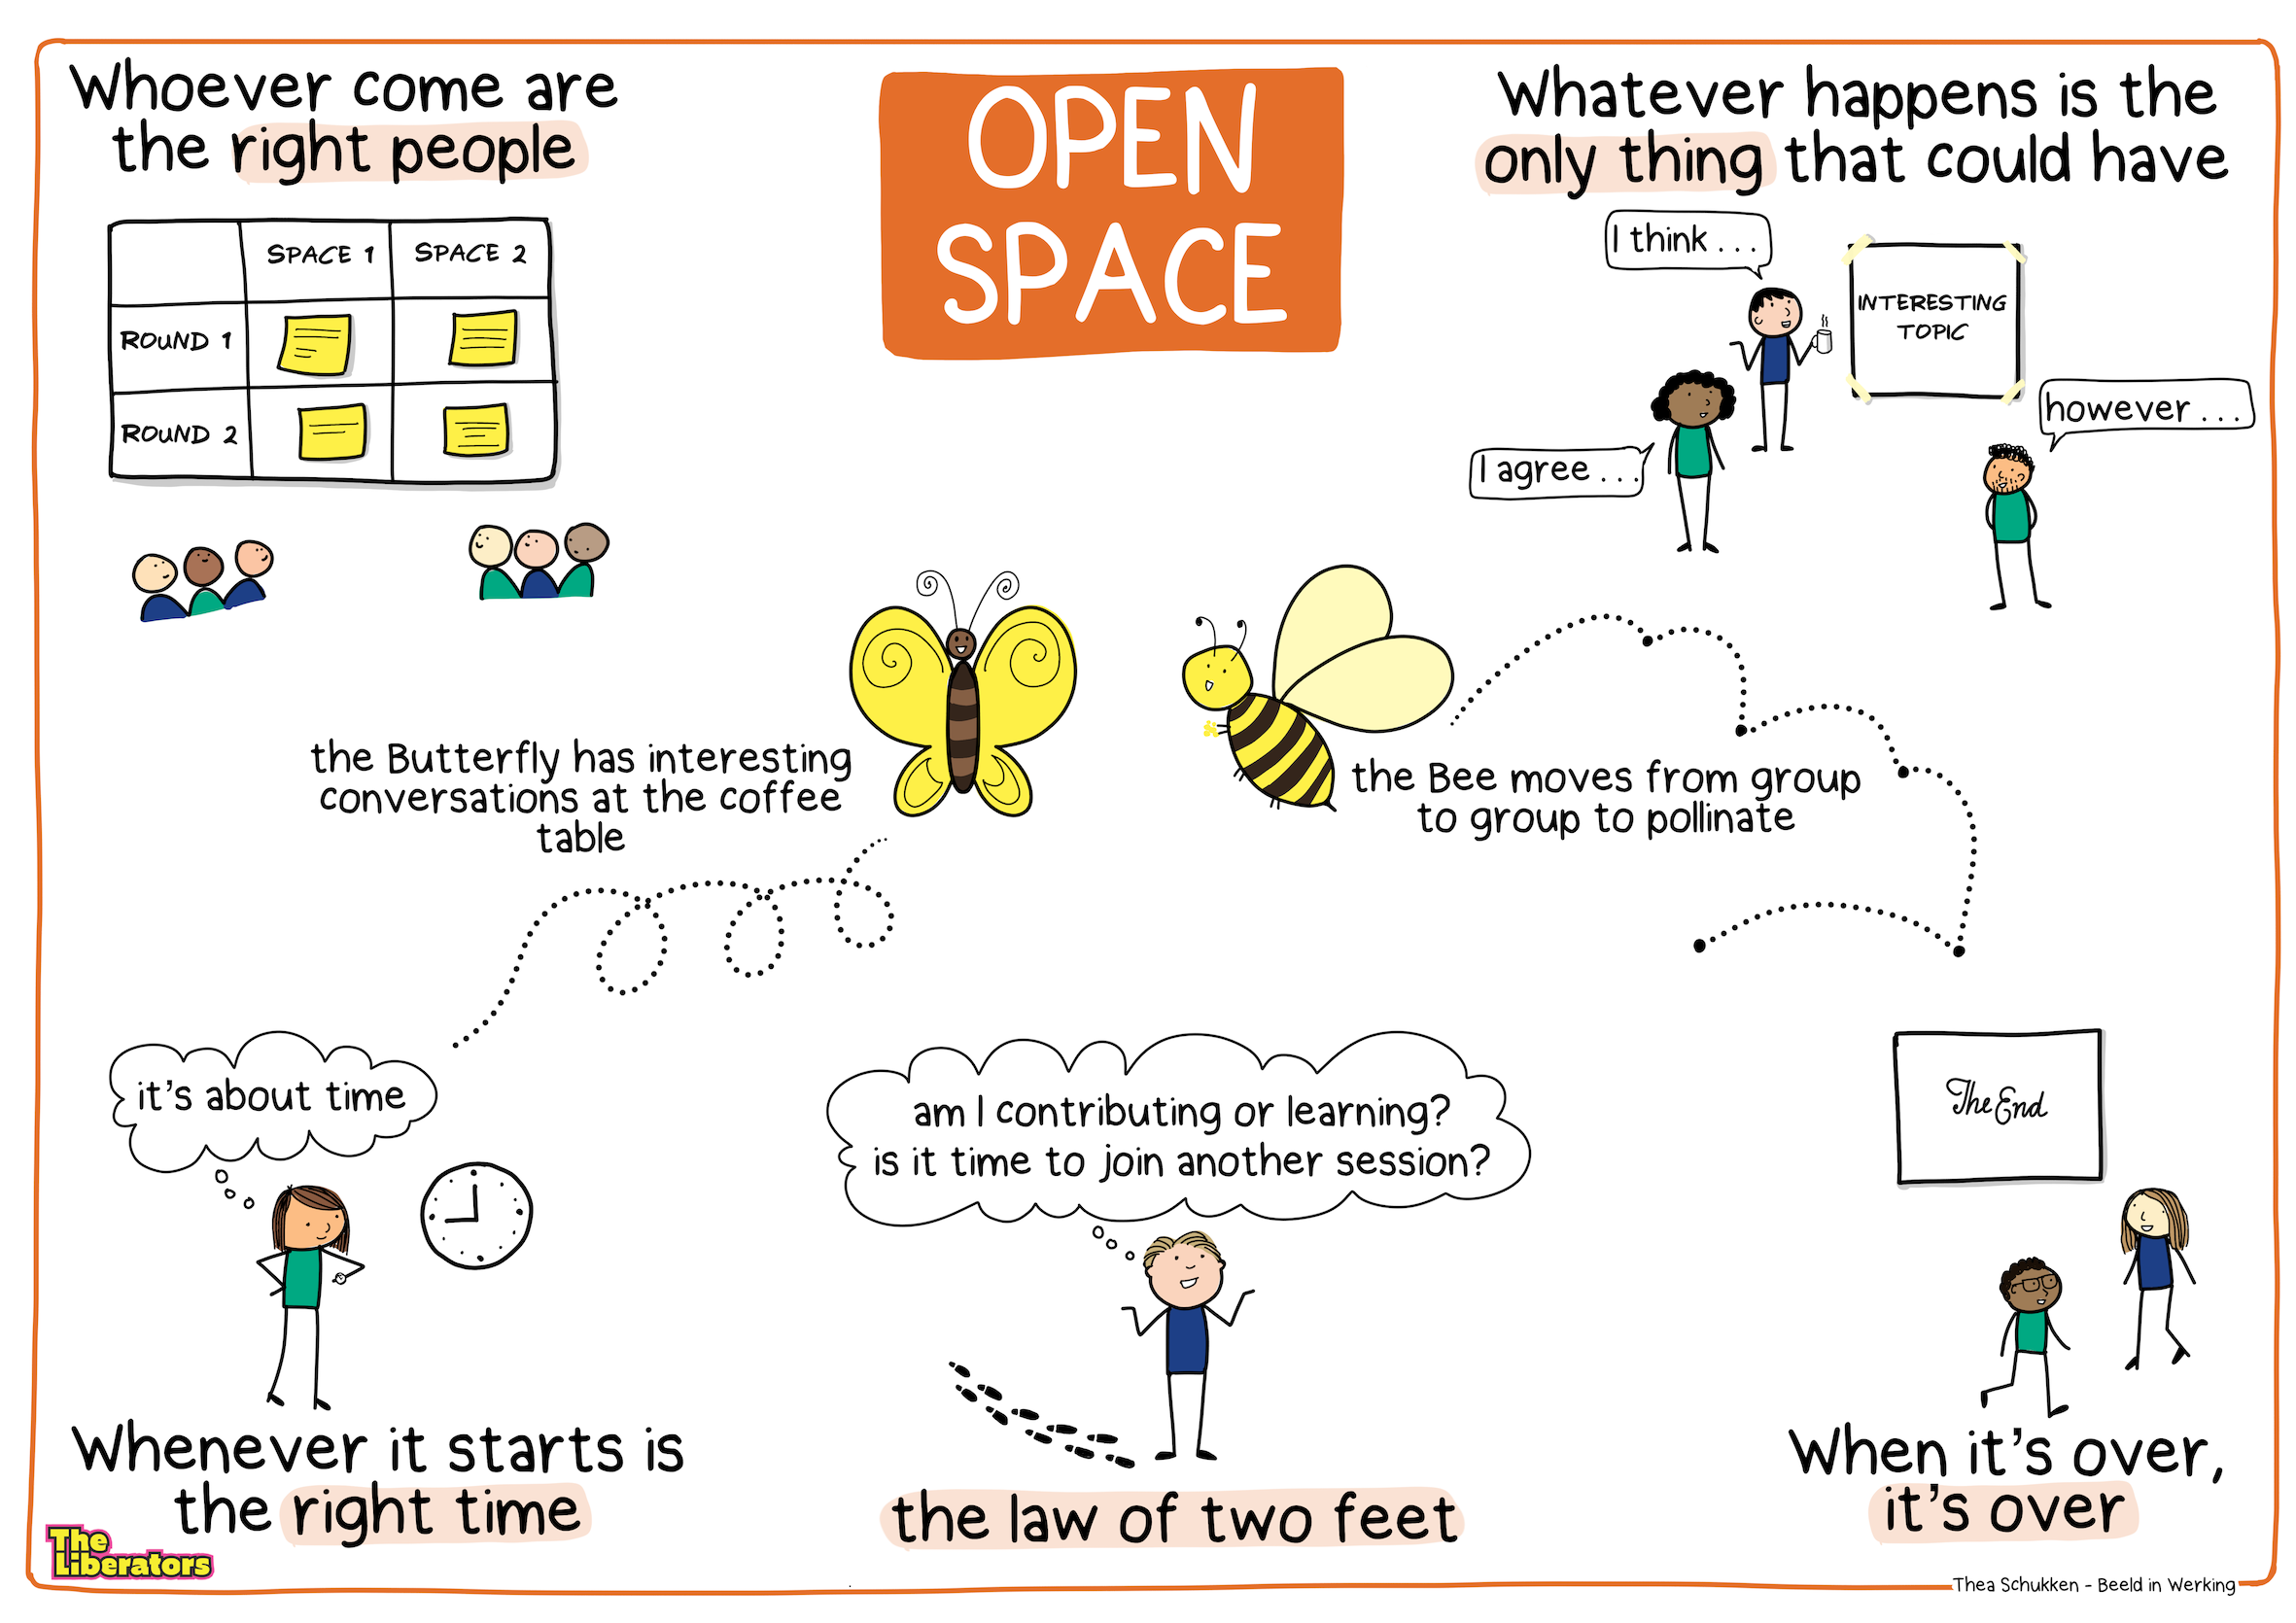 Whoever come are
the right people
OPEN
SPACE
Whatever happens is the
only thing that could have
SPACE 1
SPACE 2
ROUND 1
ROUND 2
I think . . .
INTERESTING
TOPIC
however . . .
I agree . . .
the Butterfly has interesting
conversations at the coffee
table
the Bee moves from group
to group to pollinate
it's about time
am I contributing or learning?
is it time to join another session?
The End
Whenever it starts is
the right time
the law of two feet
When it's over,
it's over
The
Liberators
Thea Schukken - Beeld in Werking